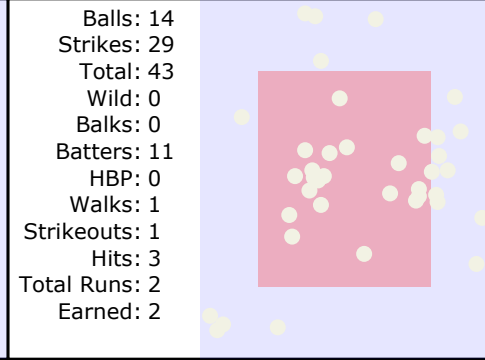 Balls: 14
Strikes: 29
Total: 43
Wild: 0
Balks: 0
Batters: 11
HBP: 0
Walks: 1
Strikeouts: 1
Hits: 3
Total Runs: 2
Earned: 2